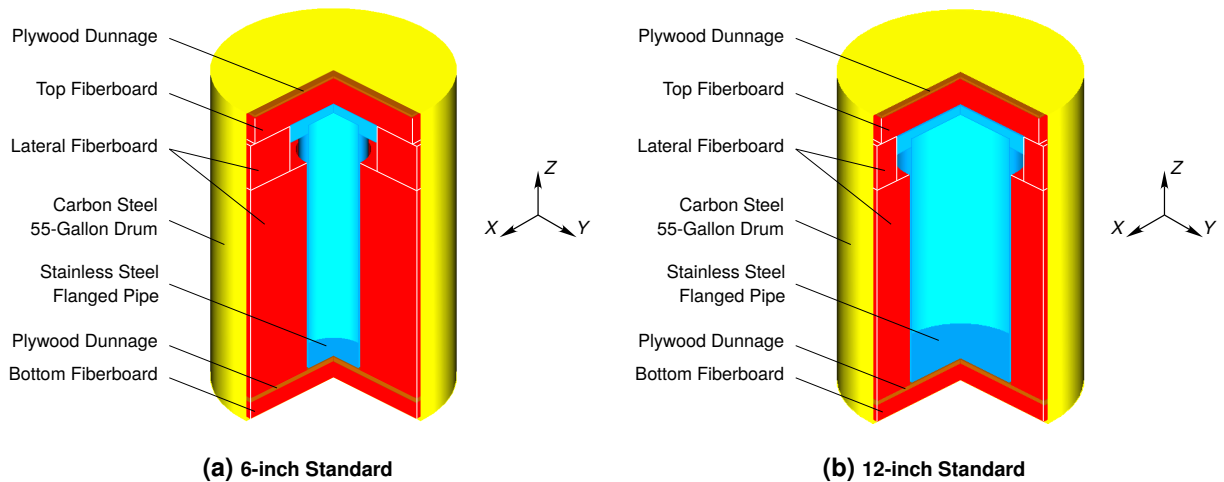 Plywood Dunnage
Top Fiberboard
Lateral Fiberboard
Carbon Steel
55-Gallon Drum
Stainless Steel
Flanged Pipe
Plywood Dunnage
Bottom Fiberboard
Z
X
Y
(a) 6-inch Standard
Plywood Dunnage
Top Fiberboard
Lateral Fiberboard
Carbon Steel
55-Gallon Drum
Stainless Steel
Flanged Pipe
Plywood Dunnage
Bottom Fiberboard
Z
X
Y
(b) 12-inch Standard